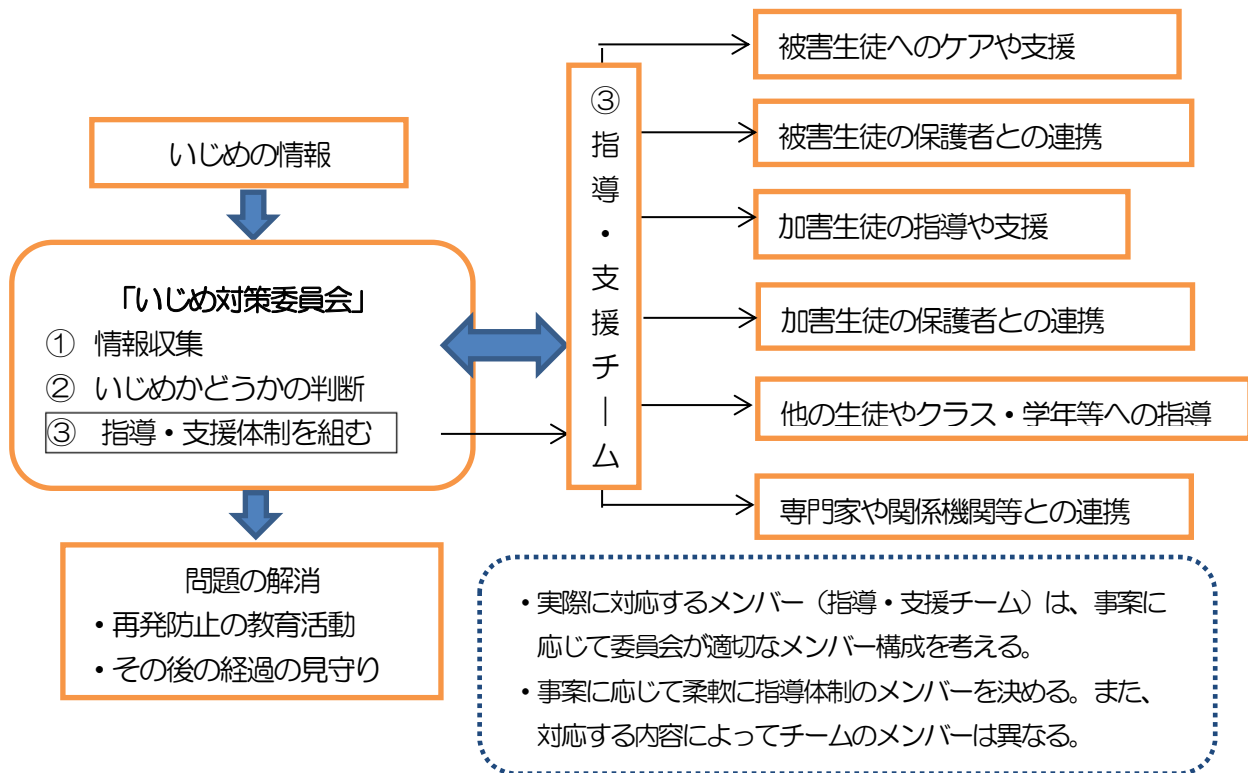 いじめの情報
「いじめ対策委員会」
① 情報収集
② いじめかどうかの判断
③ 指導・支援体制を組む
問題の解消
・再発防止の教育活動
・その後の経過の見守り
③指導・支援チーム
被害生徒へのケアや支援
被害生徒の保護者との連携
加害生徒の指導や支援
加害生徒の保護者との連携
他の生徒やクラス・学年等への指導
専門家や関係機関等との連携
・実際に対応するメンバー（指導・支援チーム）は、事案に
応じて委員会が適切なメンバー構成を考える。
・事案に応じて柔軟に指導体制のメンバーを決める。また、
対応する内容によってチームのメンバーは異なる。